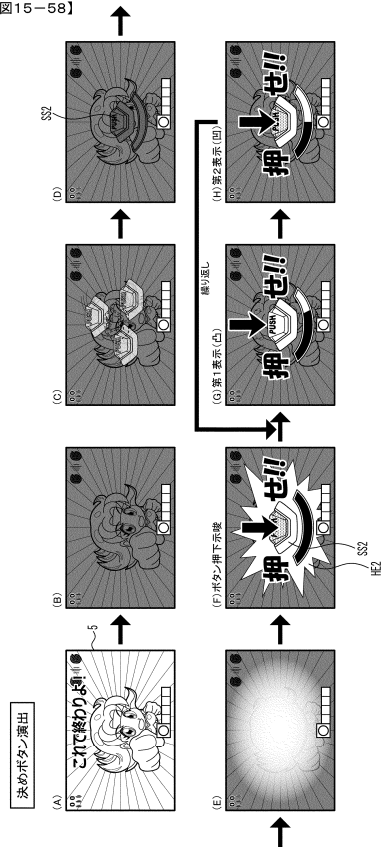 図15-58】
決めボタン演出
(A)
これで終わりよ!
5
(B)
(C)
(D)
SS2
(E)
(F)ボタン押下示唆
押
せ!!
SS2
HE2
(G)第1表示(凸)
PUSH
押
せ!!
繰り返し
(H)第2表示(凹)
PUSH
押
せ!!